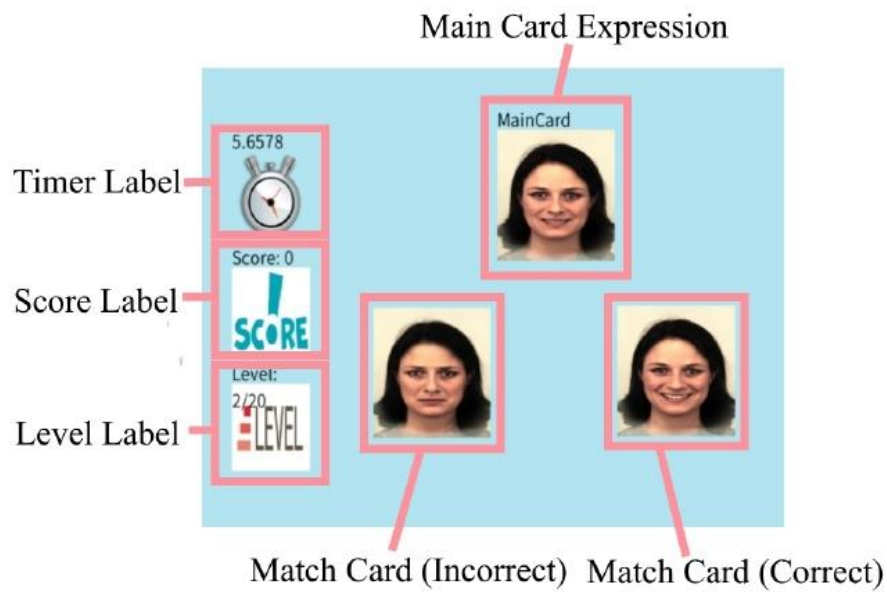 Main Card Expression
MainCard
5.6578
Timer Label
Score: 0
Score Label
SCORE
Level:
2/20
LEVEL
Level Label
Match Card (Incorrect)
Match Card (Correct)